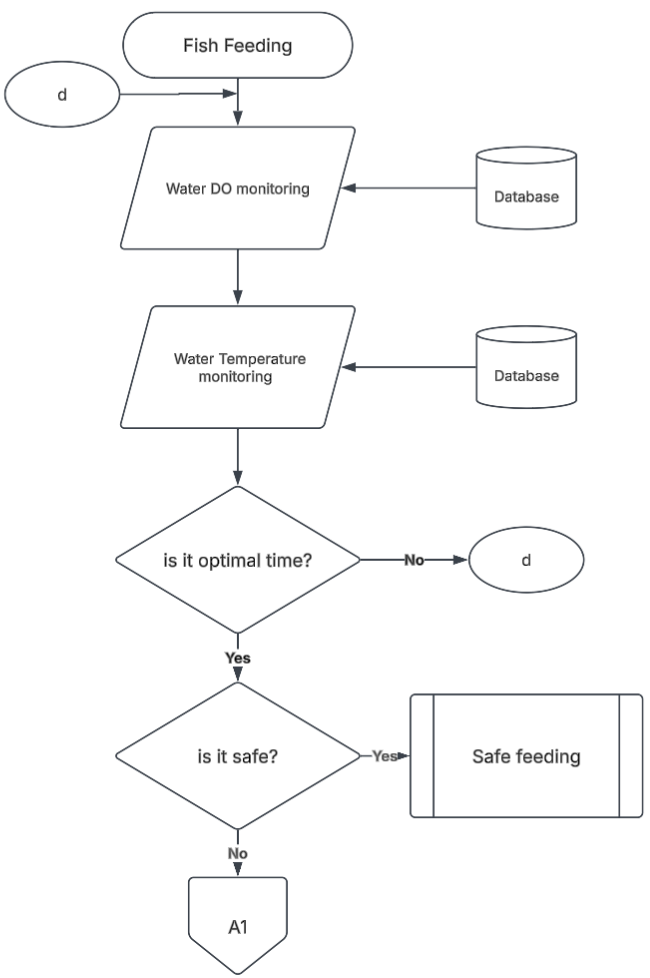 Fish Feeding
d
Water DO monitoring
Database
Water Temperature
monitoring
Database
is it optimal time?
No
d
Yes
is it safe?
Yes
Safe feeding
No
A1